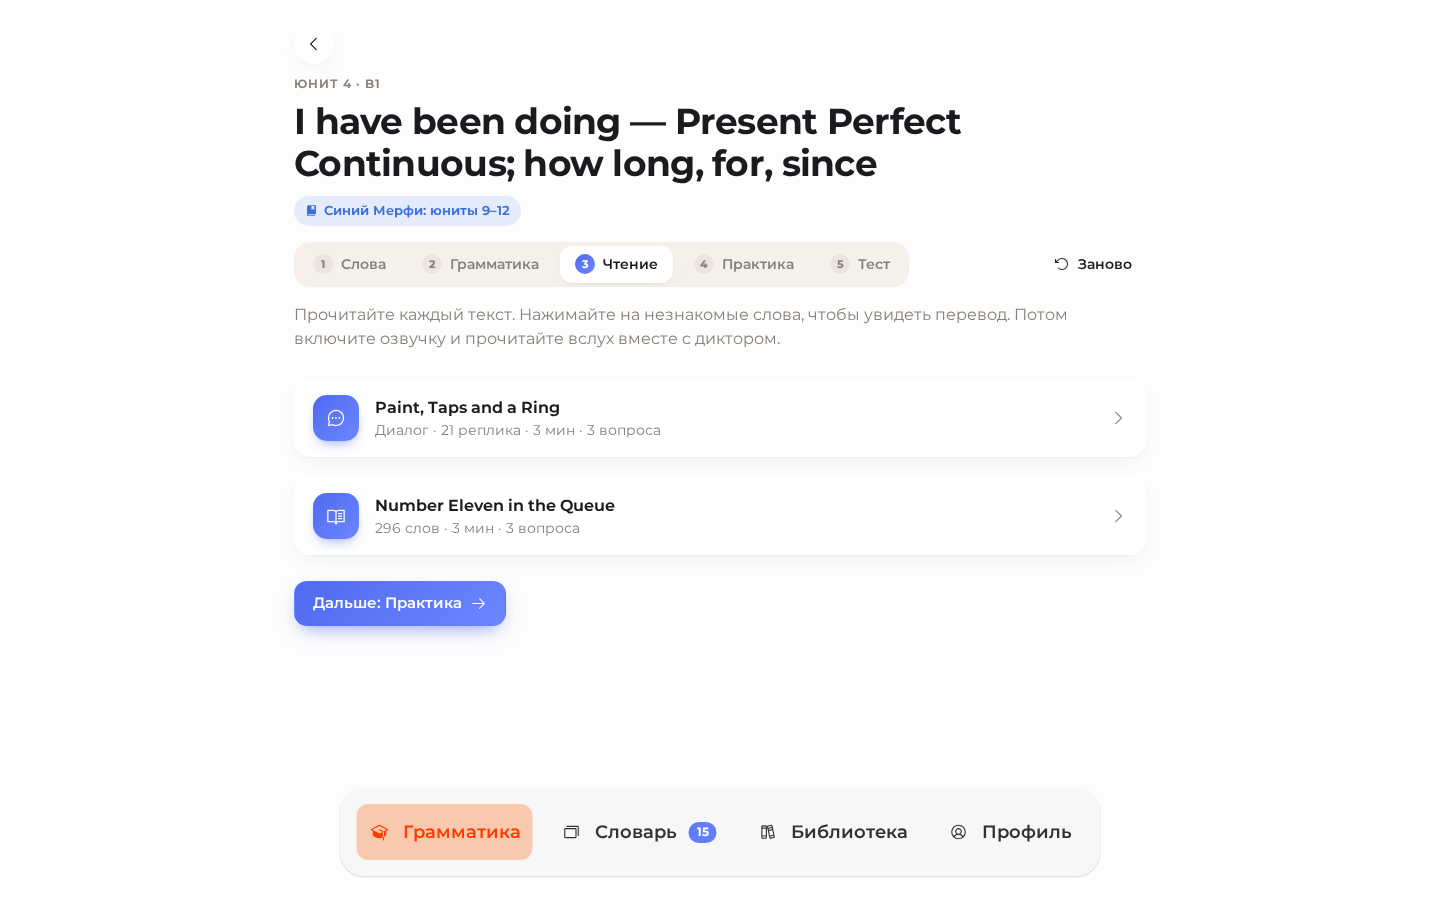 ЮНИТ 4 · B1
I have been doing — Present Perfect
Continuous; how long, for, since
Синий Мерфи: юниты 9–12
1 Слова 2 Грамматика 3 Чтение 4 Практика 5 Тест Заново
Прочитайте каждый текст. Нажимайте на незнакомые слова, чтобы увидеть перевод. Потом
включите озвучку и прочитайте вслух вместе с диктором.
Paint, Taps and a Ring
Диалог · 21 реплика · 3 мин · 3 вопроса
Number Eleven in the Queue
296 слов · 3 мин · 3 вопроса
Дальше: Практика
Грамматика Словарь 15 Библиотека Профиль